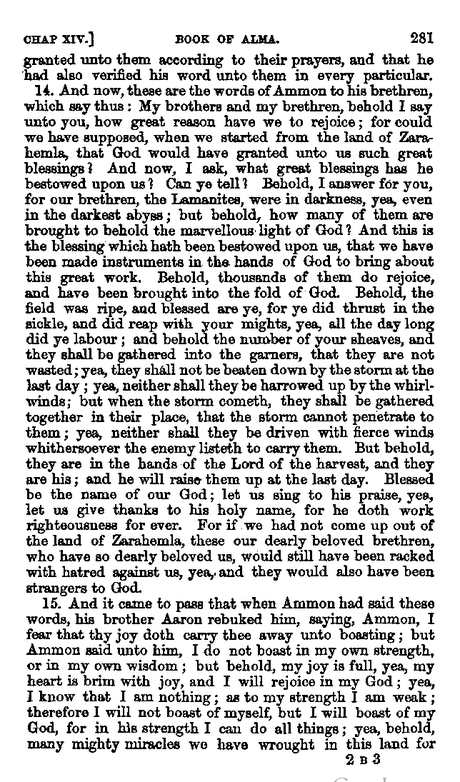 CHAP XIV.] BOOK OF ALMA. 281
granted unto them according to their prayers, and that he
had also verified his word unto them in every particular.
14. And now, these are the words of Ammon to his brethren,
which say thus: My brothers and my brethren, behold I say
unto you, how great reason have we to rejoice; for could
we have supposed, when we started from the land of Zara-
hemla, that God would have granted unto us such great
blessings? And now, I ask, what great blessings has he
bestowed upon us? Can ye tell? Behold, I answer for you,
for our brethren, the Lamanites, were in darkness, yea, even
in the darkest abyss; but behold, how many of them are
brought to behold the marvellous light of God? And this is
the blessing which hath been bestowed upon us, that we have
been made instruments in the hands of God to bring about
this great work. Behold, thousands of them do rejoice,
and have been brought into the fold of God. Behold, the
field was ripe, and blessed are ye, for ye did thrust in the
sickle, and did reap with your mights, yea, all the day long
did ye labour; and behold the number of your sheaves, and
they shall be gathered into the garners, that they are not
wasted; yea, they shall not be beaten down by the storm at the
last day; yea, neither shall they be harrowed up by the whirl-
winds; but when the storm cometh, they shall be gathered
together in their place, that the storm cannot penetrate to
them; yea, neither shall they be driven with fierce winds
whithersoever the enemy listeth to carry them. But behold,
they are in the hands of the Lord of the harvest, and they
are his; and he will raise them up at the last day. Blessed
be the name of our God; let us sing to his praise, yea,
let us give thanks to his holy name, for he doth work
righteousness for ever. For if we had not come up out of
the land of Zarahemla, these our dearly beloved brethren,
who have so dearly beloved us, would still have been racked
with hatred against us, yea, and they would also have been
strangers to God.
15. And it came to pass that when Ammon had said these
words, his brother Aaron rebuked him, saying, Ammon, I
fear that thy joy doth carry thee away unto boasting; but
Ammon said unto him, I do not boast in my own strength,
or in my own wisdom; but behold, my joy is full, yea, my
heart is brim with joy, and I will rejoice in my God; yea,
I know that I am nothing; as to my strength I am weak;
therefore I will not boast of myself, but I will boast of my
God, for in his strength I can do all things; yea, behold,
many mighty miracles we have wrought in this land for
2 B 3